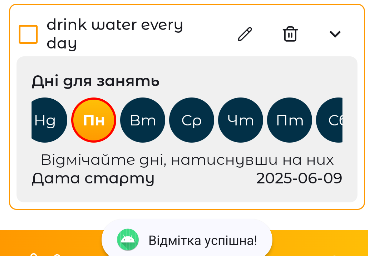 drink water every
day
Дні для занять
Нд Пн Вт Ср Чт Пт Сб
Відмічайте дні, натиснувши на них
Дата старту 2025-06-09
Відмітка успішна!